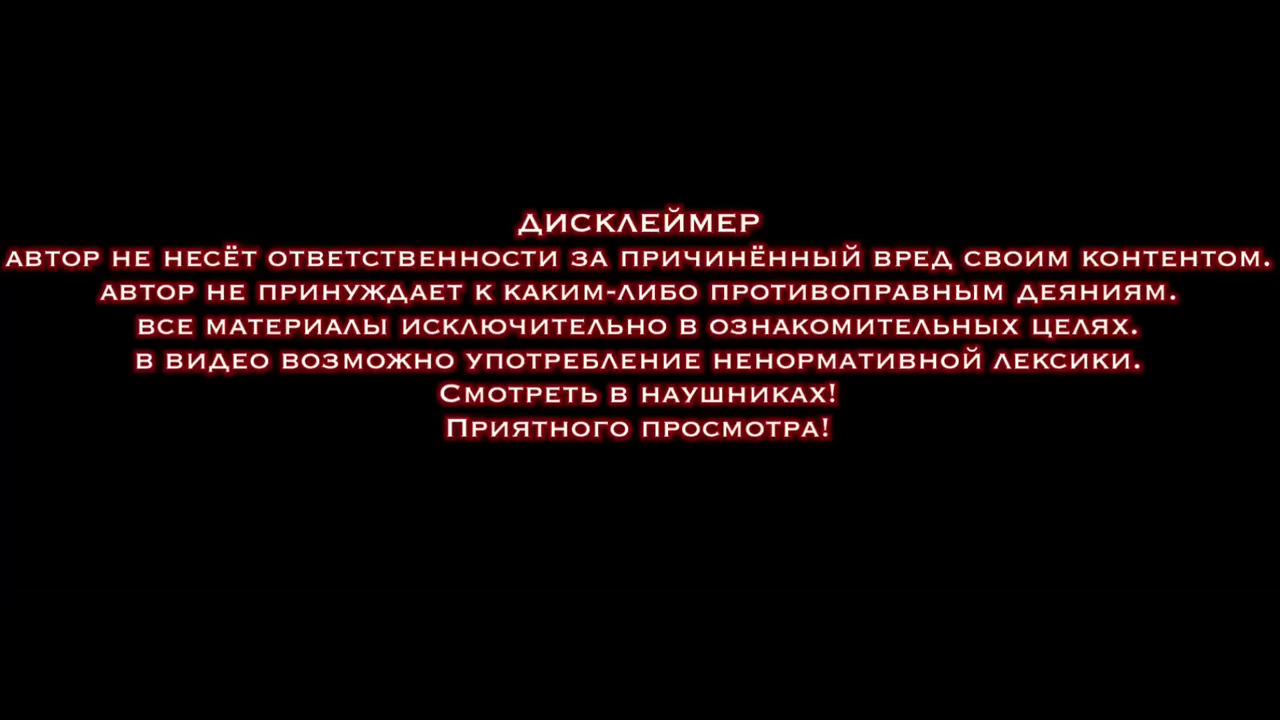 ДИСКЛЕЙМЕР
АВТОР НЕ НЕСЁТ ОТВЕТСТВЕННОСТИ ЗА ПРИЧИНЁННЫЙ ВРЕД СВОИМ КОНТЕНТОМ.
АВТОР НЕ ПРИНУЖДАЕТ К КАКИМ-ЛИБО ПРОТИВОПРАВНЫМ ДЕЯНИЯМ.
ВСЕ МАТЕРИАЛЫ ИСКЛЮЧИТЕЛЬНО В ОЗНАКОМИТЕЛЬНЫХ ЦЕЛЯХ.
В ВИДЕО ВОЗМОЖНО УПОТРЕБЛЕНИЕ НЕНОРМАТИВНОЙ ЛЕКСИКИ.
СМОТРЕТЬ В НАУШНИКАХ!
ПРИЯТНОГО ПРОСМОТРА!